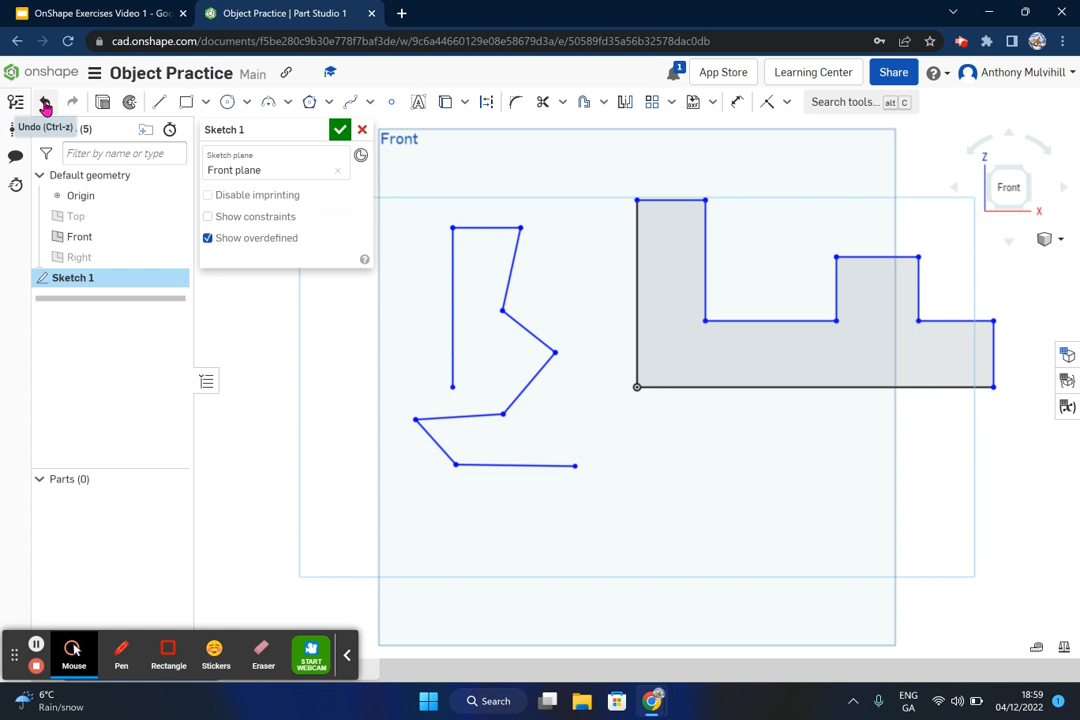 OnShape Exercises Video 1 - Goo
Object Practice | Part Studio 1
cad.onshape.com/documents/f5be280c9b30e778f7baf3de/w/9c6a44660129e08e58679d3a/e/50589fd35a56b32578dac0db
onshape
Object Practice Main
1
App Store
Learning Center
Share
Anthony Mulvihill
Search tools... alt C
Undo (Ctrl-z)
(5)
Filter by name or type
Default geometry
Origin
Top
Front
Right
Sketch 1
Parts (0)
Sketch 1
Sketch plane
Front plane
Disable imprinting
Show constraints
Show overdefined
Front
Z
Front
X
(x)
Mouse
Pen
Rectangle
Stickers
Eraser
START
WEBCAM
6°C
Rain/snow
Search
ENG
GA
18:59
04/12/2022
1